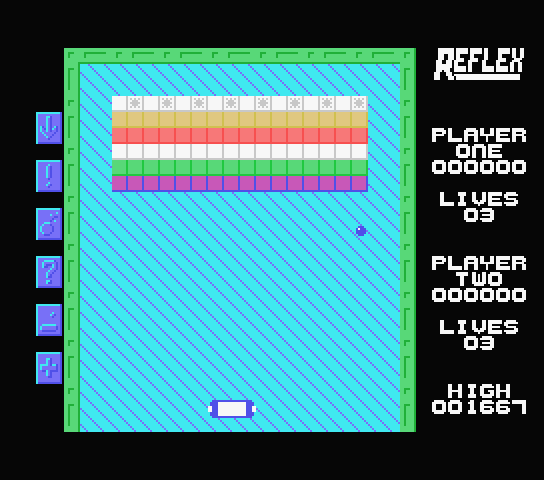 REFLEX
PLAYER
ONE
000000
LIVES
03
PLAYER
TWO
000000
LIVES
03
HIGH
001667
! 
?
+